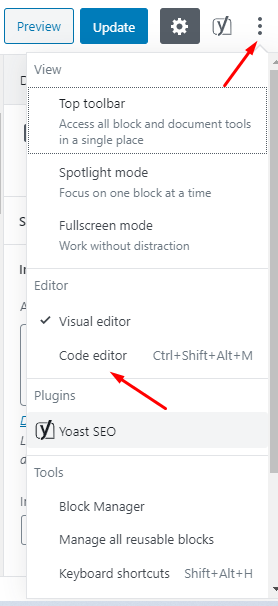 Preview Update
View
Top toolbar
Access all block and document tools
in a single place
Spotlight mode
Focus on one block at a time
Fullscreen mode
Work without distraction
Editor
Visual editor
Code editor Ctrl+Shift+Alt+M
Plugins
Yoast SEO
Tools
Block Manager
Manage all reusable blocks
Keyboard shortcuts Shift+Alt+H